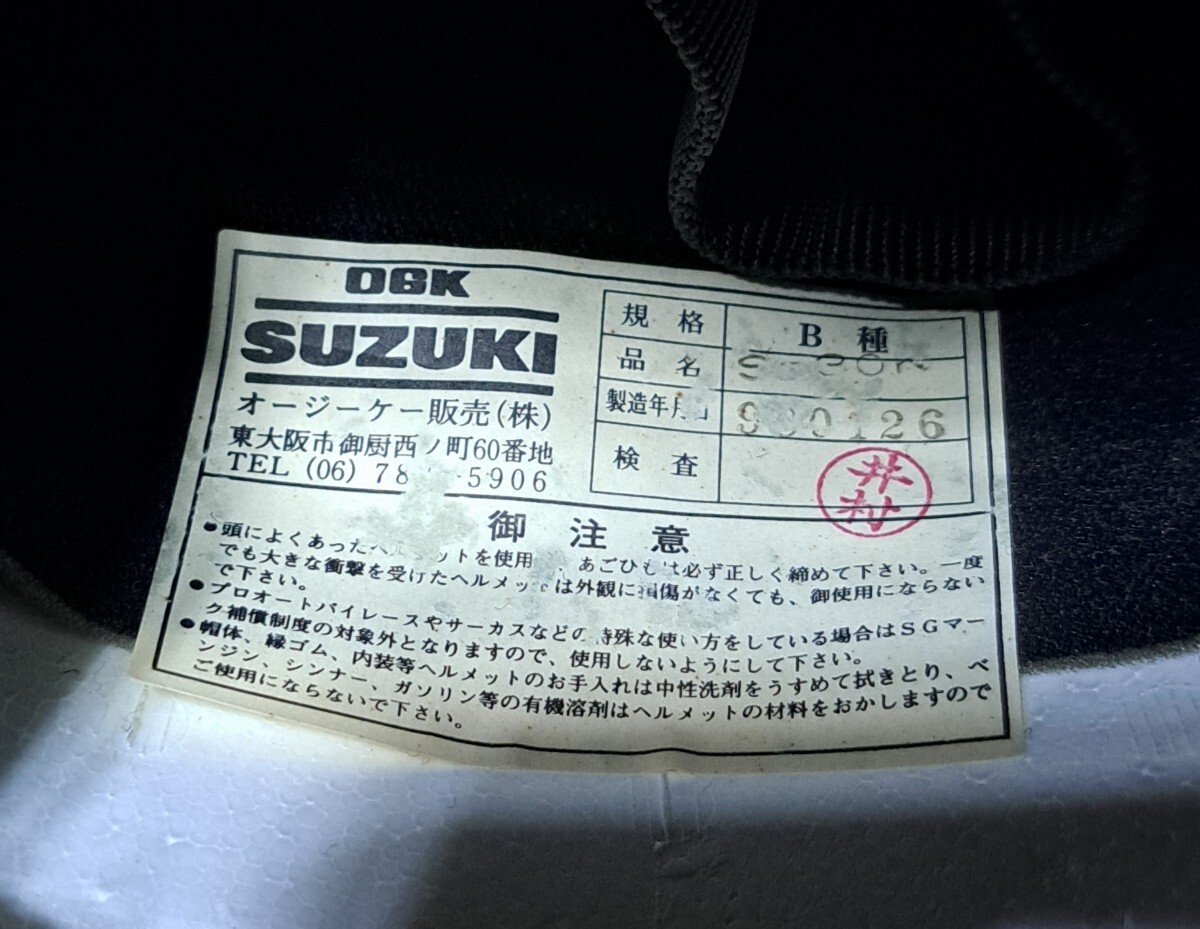 OGK
SUZUKI
オージーケー販売(株)
東大阪市御厨西ノ町60番地
TEL (06) 78 -5906
規格 B 種
品名
製造年月日 9 0126
検査
御注意
●頭によくあったヘルメットを使用 、あごひもは必ず正しく締めて下さい。一度
でも大きな衝撃を受けたヘルメットは外観に損傷がなくても、御使用にならない
で下さい。
●プロオートバイレースやサーカスなどの特殊な使い方をしている場合はSGマー
ク補償制度の対象外となりますので、使用しないようにして下さい。
●帽体、縁ゴム、内装等ヘルメットのお手入れは中性洗剤をうすめて拭きとり、ベ
ンジン、シンナー、ガソリン等の有機溶剤はヘルメットの材料をおかしますので
ご使用にならないで下さい。